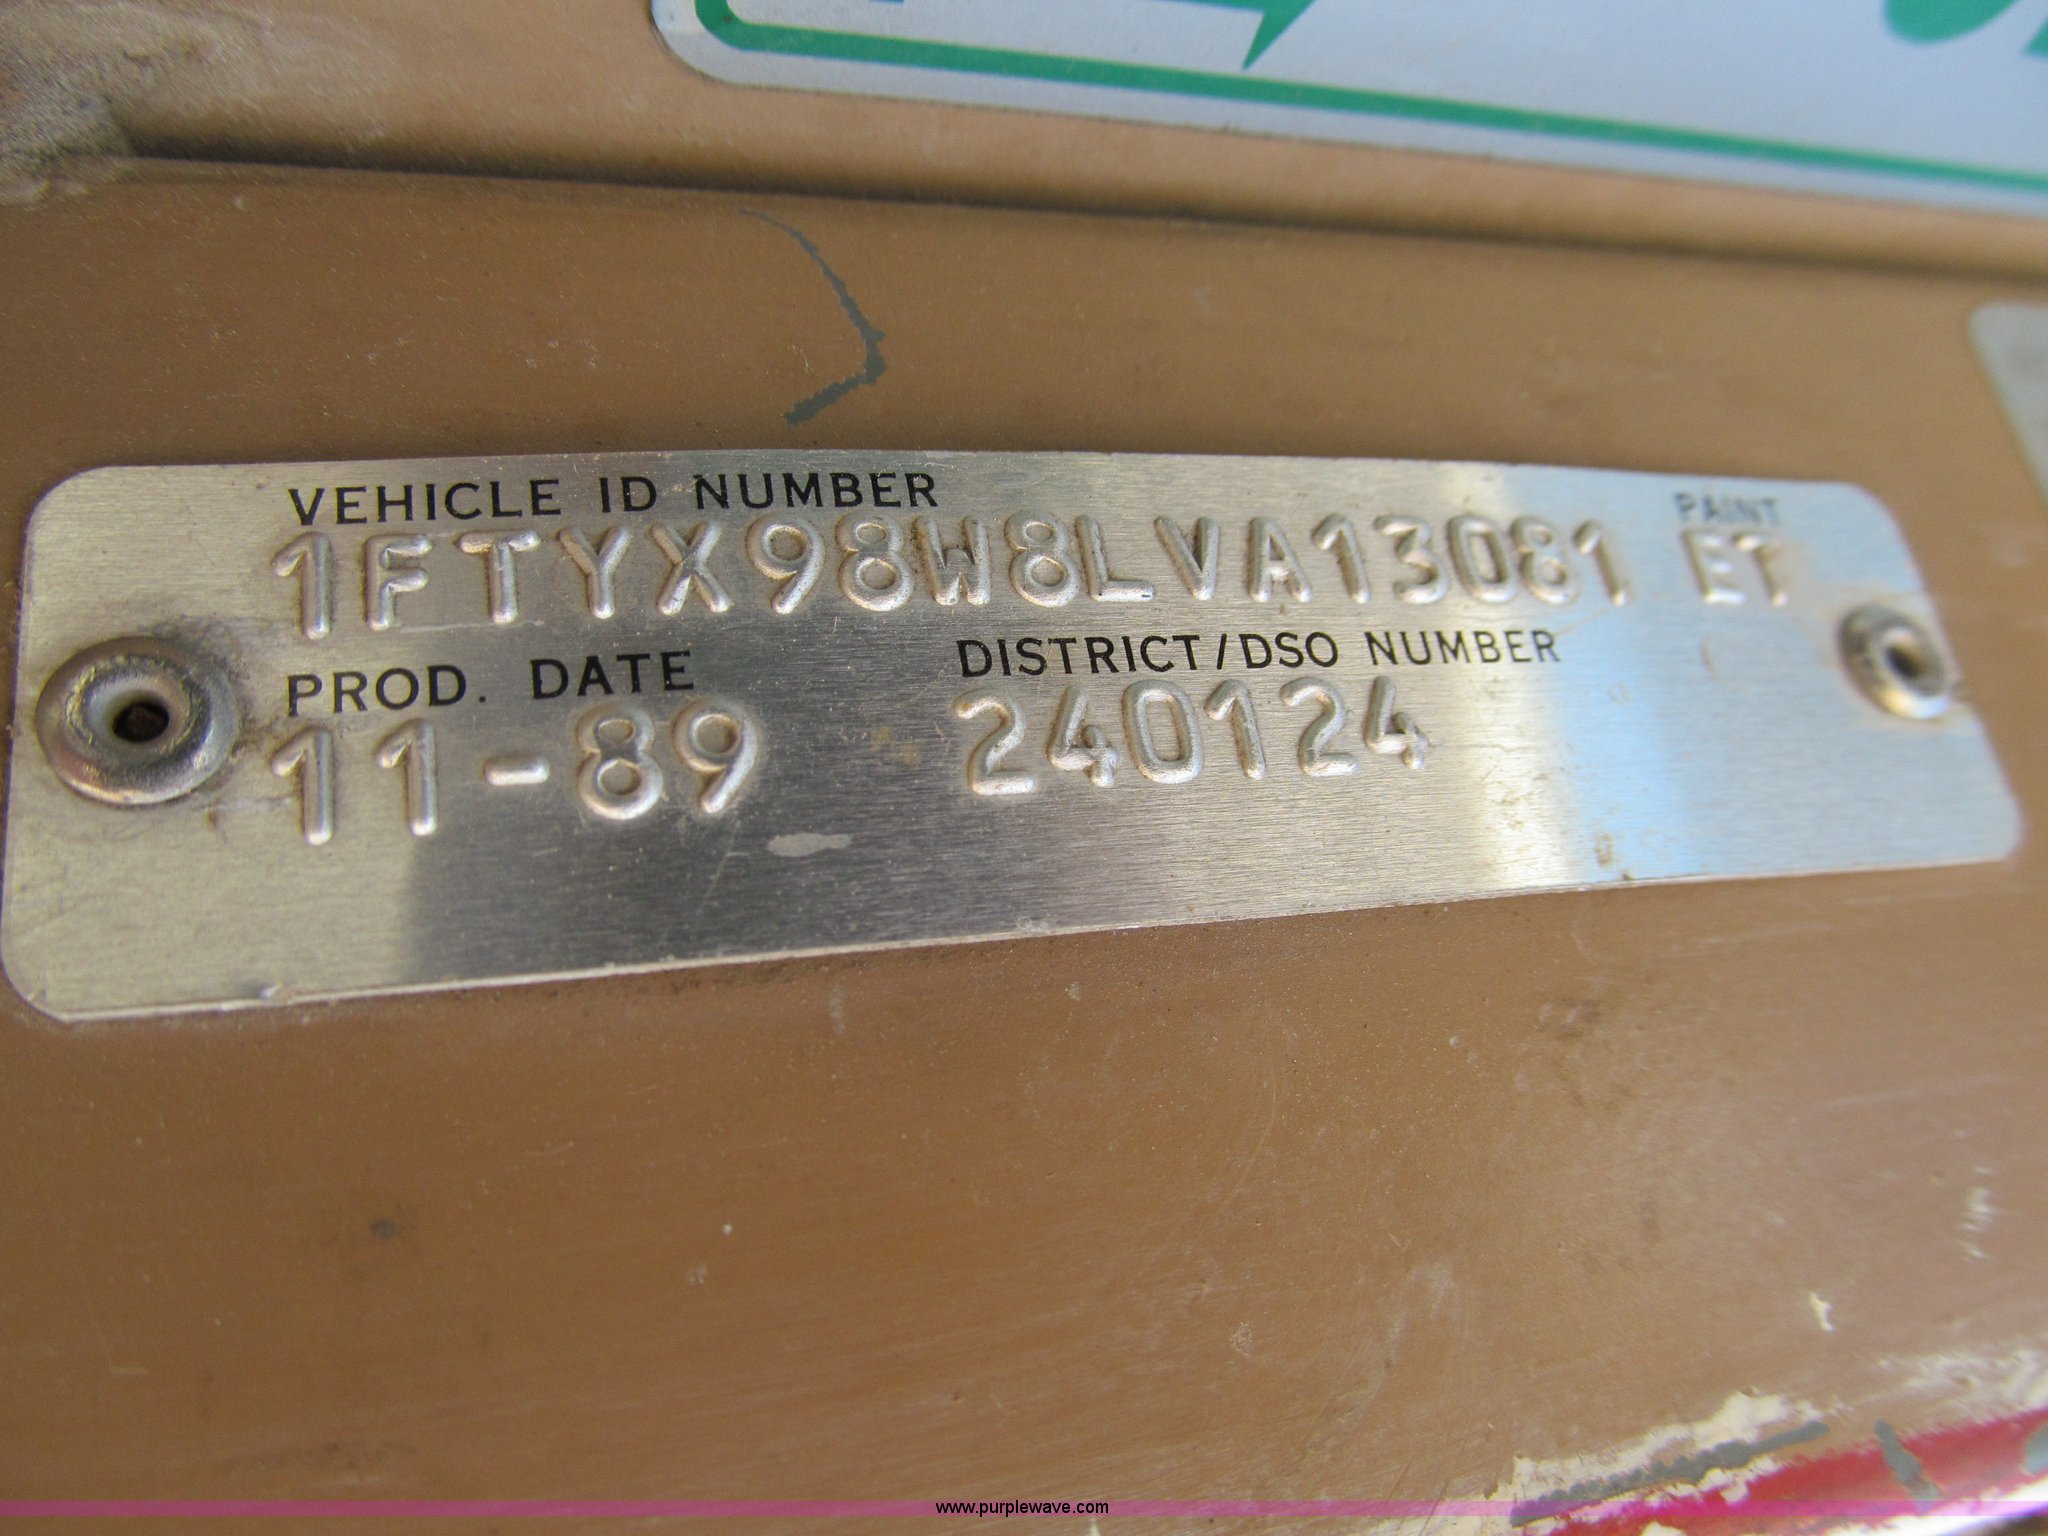 VEHICLE ID NUMBER PAINT
1FTYX98W8LVA13081 ET
PROD. DATE DISTRICT/DSO NUMBER
11-89 240124
www.purplewave.com